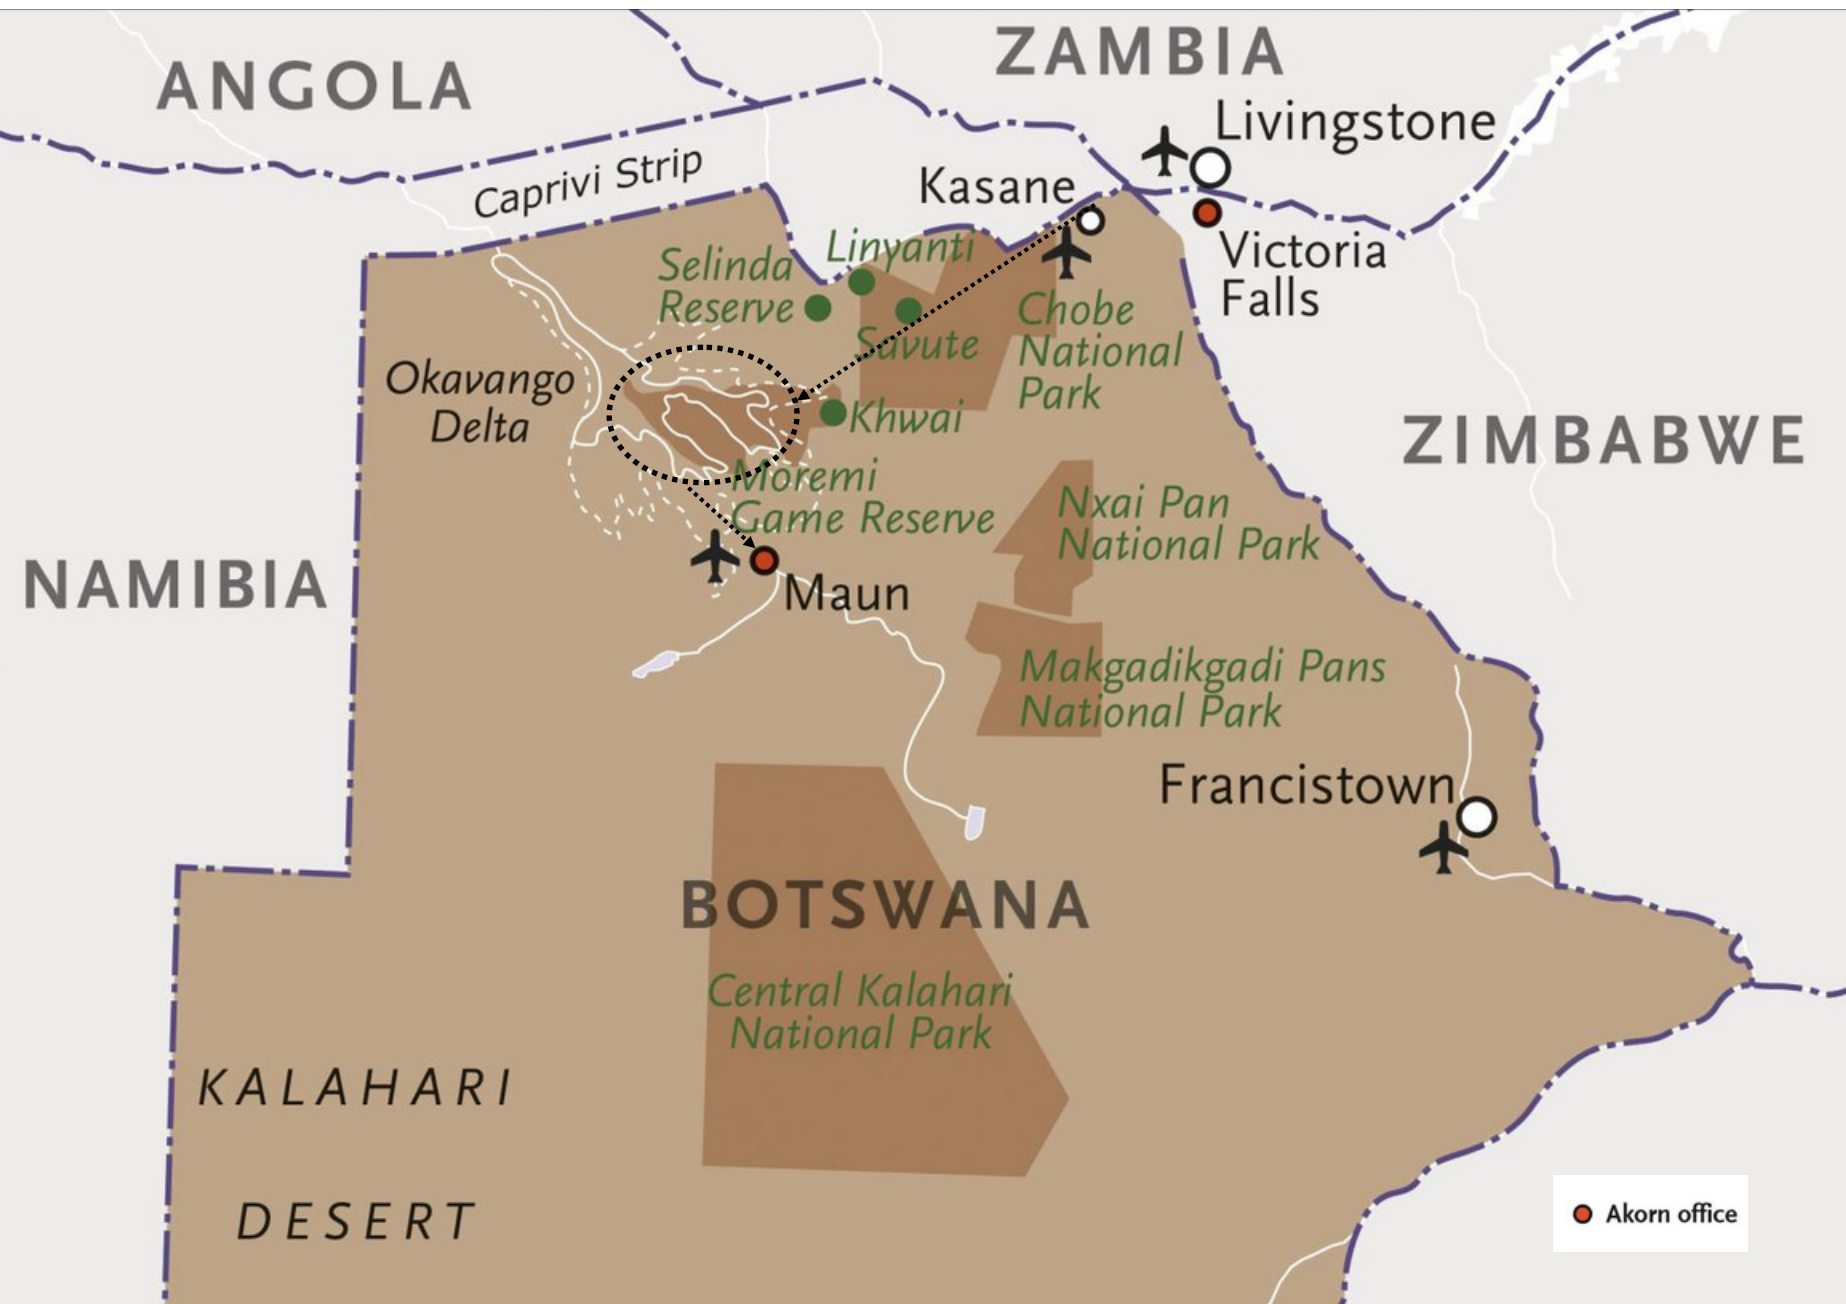 ANGOLA
ZAMBIA
Livingstone
Caprivi Strip
Kasane
Victoria
Falls
Linyanti
Selinda
Reserve
Savute
Chobe
National
Park
Okavango
Delta
Khwai
ZIMBABWE
Moremi
Game Reserve
Nxai Pan
National Park
NAMIBIA
Maun
Makgadikgadi Pans
National Park
Francistown
BOTSWANA
Central Kalahari
National Park
KALAHARI
DESERT
Akorn office